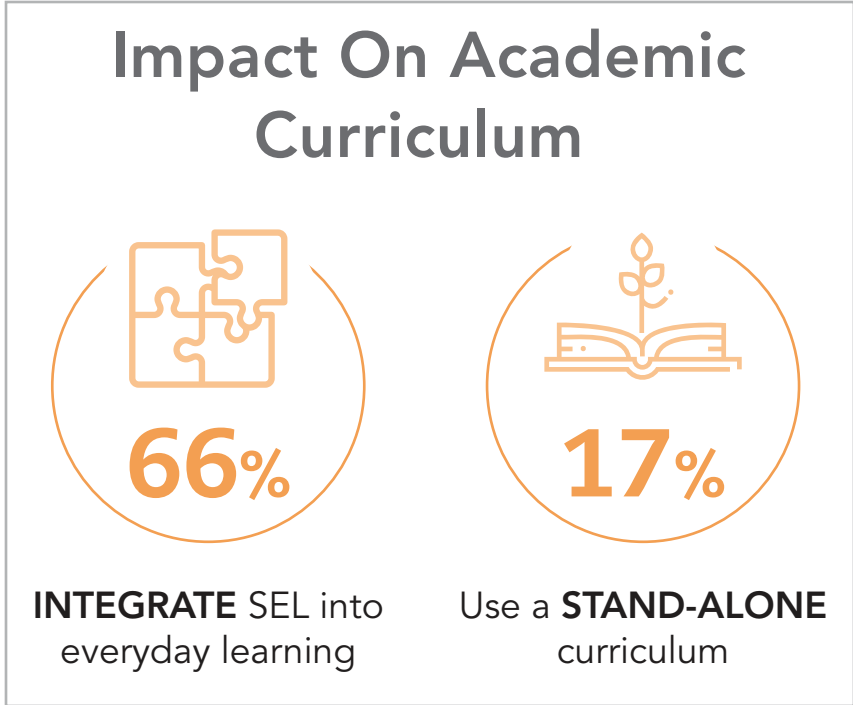 Impact On Academic
Curriculum
66%
17%
INTEGRATE SEL into
everyday learning
Use a STAND-ALONE
curriculum